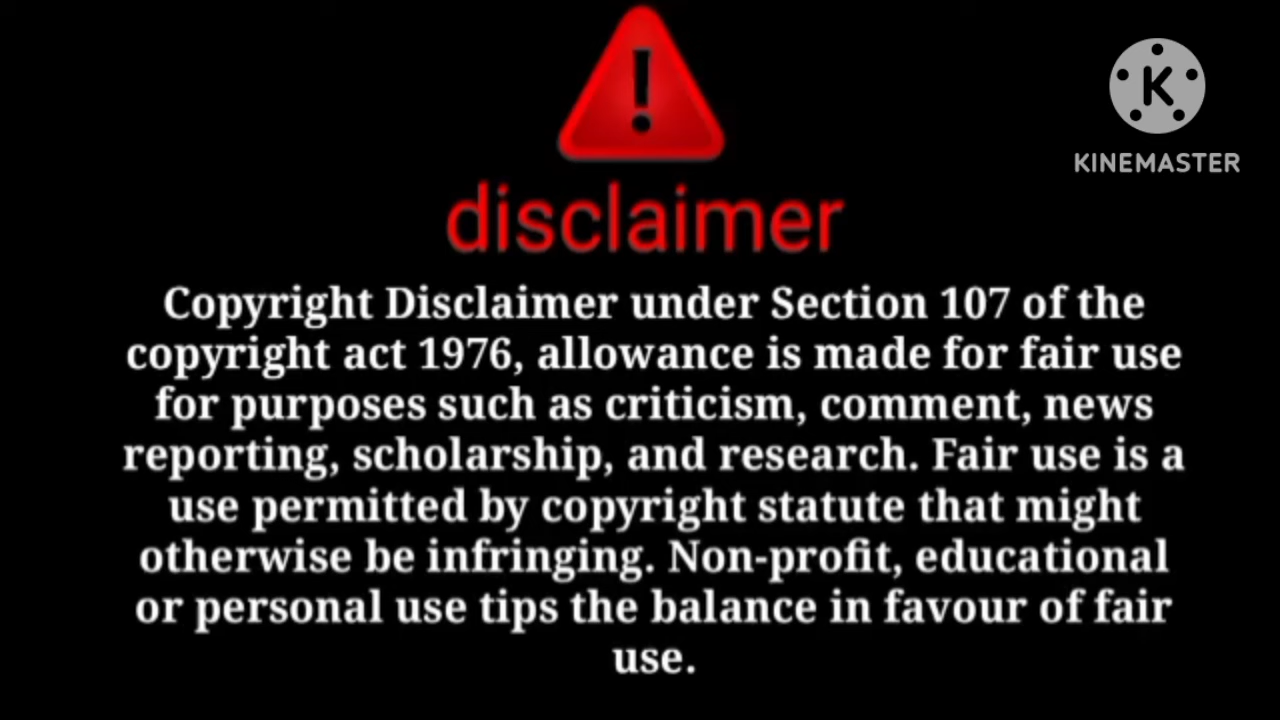 !
K
KINEMASTER
disclaimer
Copyright Disclaimer under Section 107 of the
copyright act 1976, allowance is made for fair use
for purposes such as criticism, comment, news
reporting, scholarship, and research. Fair use is a
use permitted by copyright statute that might
otherwise be infringing. Non-profit, educational
or personal use tips the balance in favour of fair
use.